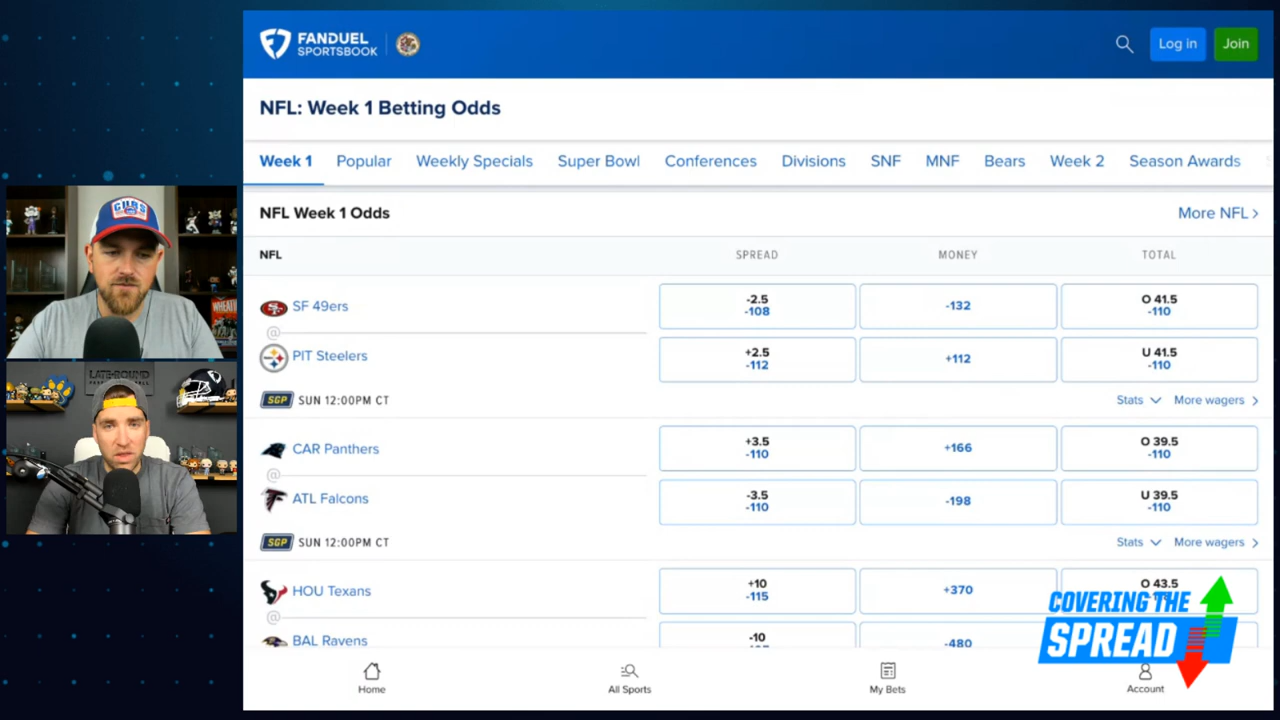 FANDUEL
SPORTSBOOK
Log in
Join
NFL: Week 1 Betting Odds
Week 1 Popular Weekly Specials Super Bowl Conferences Divisions SNF MNF Bears Week 2 Season Awards
NFL Week 1 Odds
More NFL >
NFL SPREAD MONEY TOTAL
SF 49ers
-2.5
-108
-132
O 41.5
-110
@
PIT Steelers
+2.5
-112
+112
U 41.5
-110
SGP SUN 12:00PM CT
Stats More wagers >
CAR Panthers
+3.5
-110
+166
O 39.5
-110
@
ATL Falcons
-3.5
-110
-198
U 39.5
-110
SGP SUN 12:00PM CT
Stats More wagers >
HOU Texans
+10
-115
+370
O 43.5
@
BAL Ravens
-10
-480
COVERING THE
SPREAD
Home
All Sports
My Bets
Account
CUBS
LATE-ROUND